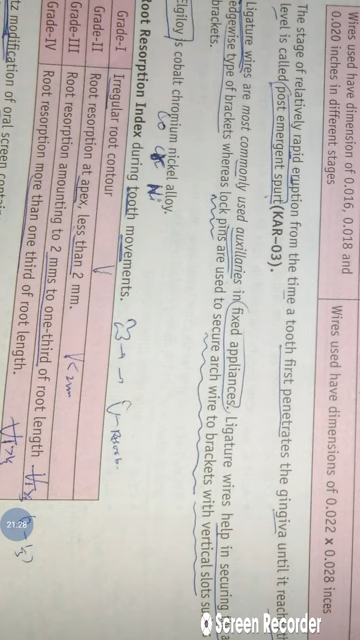 Wires used have dimension of 0.016, 0.018 and
0.020 inches in different stages
Wires used have dimensions of 0.022 x 0.028 inces
The stage of relatively rapid eruption from the time a tooth first penetrates the gingiva until it reach
level is called post emergent spurt (KAR–03).
Ligature wires are most commonly used auxillaries in fixed appliances, Ligature wires help in securing
edgewise type of brackets whereas lock pins are used to secure arch wire to brackets with vertical slots su
brackets.
Elgiloy is cobalt chromium nickel alloy.
Co Cr Ni
Root Resorption Index during tooth movements.
Grade-I Irregular root contour
Grade-II Root resorption at apex, less than 2 mm.
Grade-III Root resorption amounting to 2 mms to one-third of root length
Grade-IV Root resorption more than one third of root length.
tz modification of oral screen
21:28
Screen Recorder